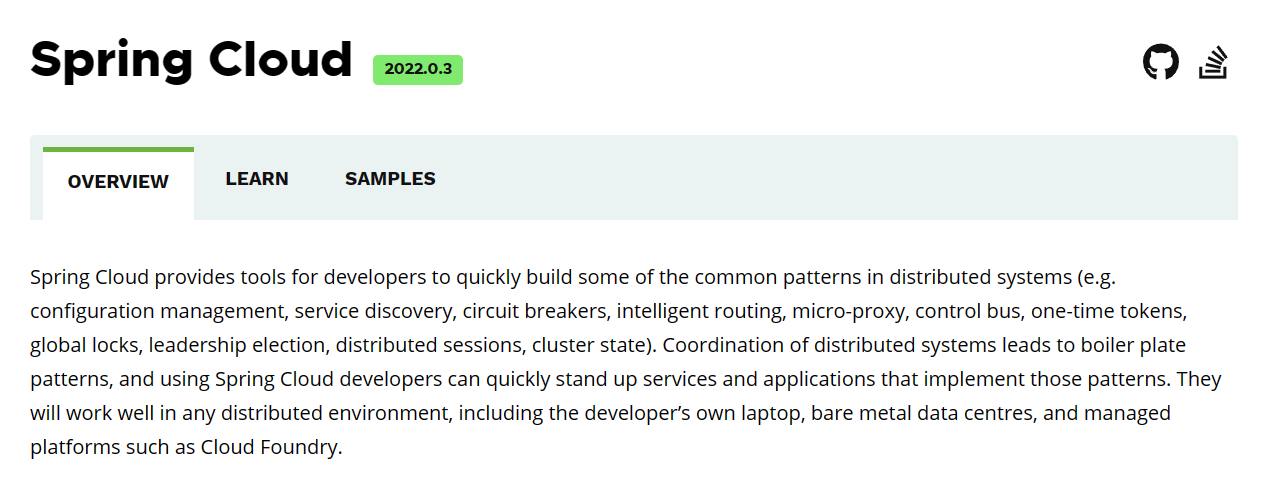 Spring Cloud 2022.0.3
OVERVIEW LEARN SAMPLES
Spring Cloud provides tools for developers to quickly build some of the common patterns in distributed systems (e.g.
configuration management, service discovery, circuit breakers, intelligent routing, micro-proxy, control bus, one-time tokens,
global locks, leadership election, distributed sessions, cluster state). Coordination of distributed systems leads to boiler plate
patterns, and using Spring Cloud developers can quickly stand up services and applications that implement those patterns. They
will work well in any distributed environment, including the developer’s own laptop, bare metal data centres, and managed
platforms such as Cloud Foundry.